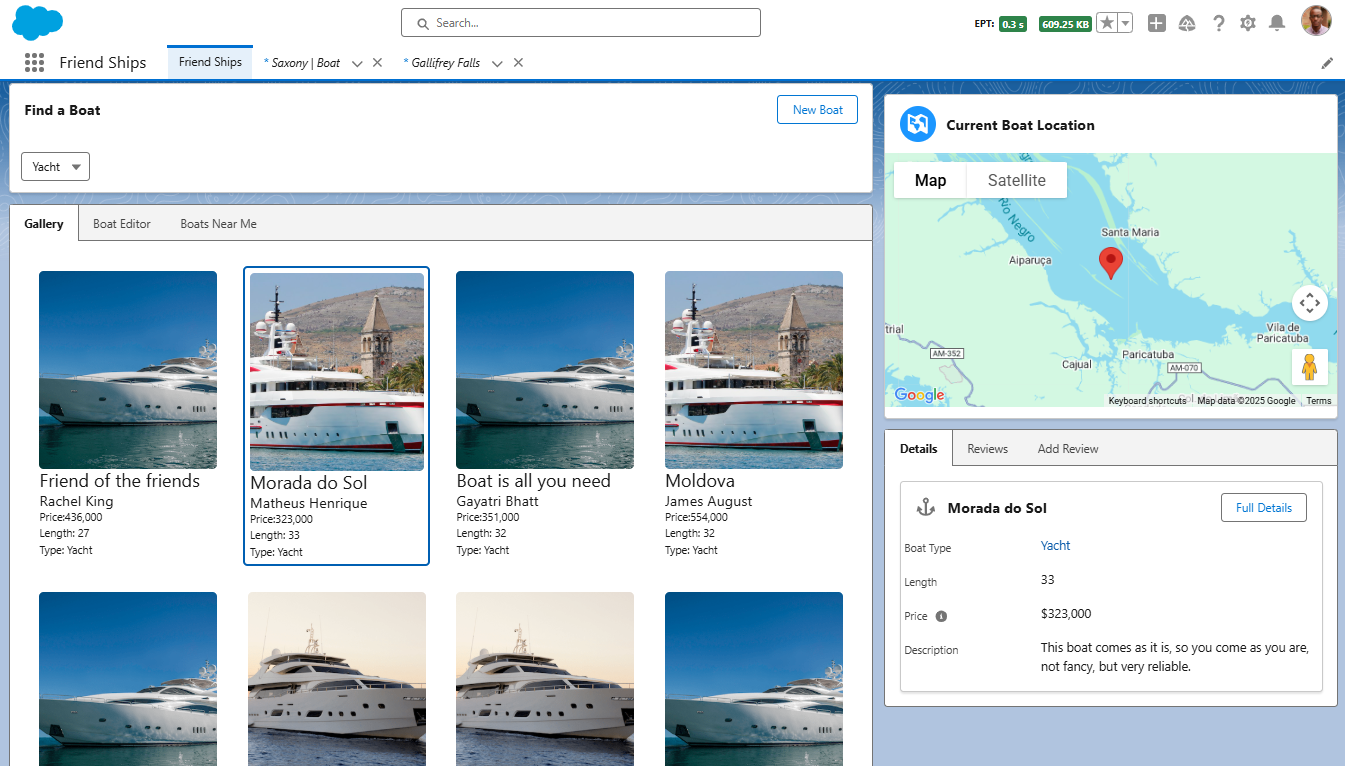 Search...
EPT: 0.3 s 609.25 KB
Friend Ships
Friend Ships
* Saxony | Boat
* Gallifrey Falls
Find a Boat
New Boat
Yacht
Gallery
Boat Editor
Boats Near Me
Friend of the friends
Rachel King
Price:436,000
Length: 27
Type: Yacht
Morada do Sol
Matheus Henrique
Price:323,000
Length: 33
Type: Yacht
Boat is all you need
Gayatri Bhatt
Price:351,000
Length: 32
Type: Yacht
Moldova
James August
Price:554,000
Length: 32
Type: Yacht
Current Boat Location
Map
Satellite
Rio Negro
Santa Maria
Aiparuça
trial
AM-352
Vila de
Paricatuba
Paricatuba
Cajual
AM-070
Google
Keyboard shortcuts
Map data ©2025 Google
Terms
Details
Reviews
Add Review
Morada do Sol
Full Details
Boat Type
Yacht
Length
33
Price
$323,000
Description
This boat comes as it is, so you come as you are,
not fancy, but very reliable.